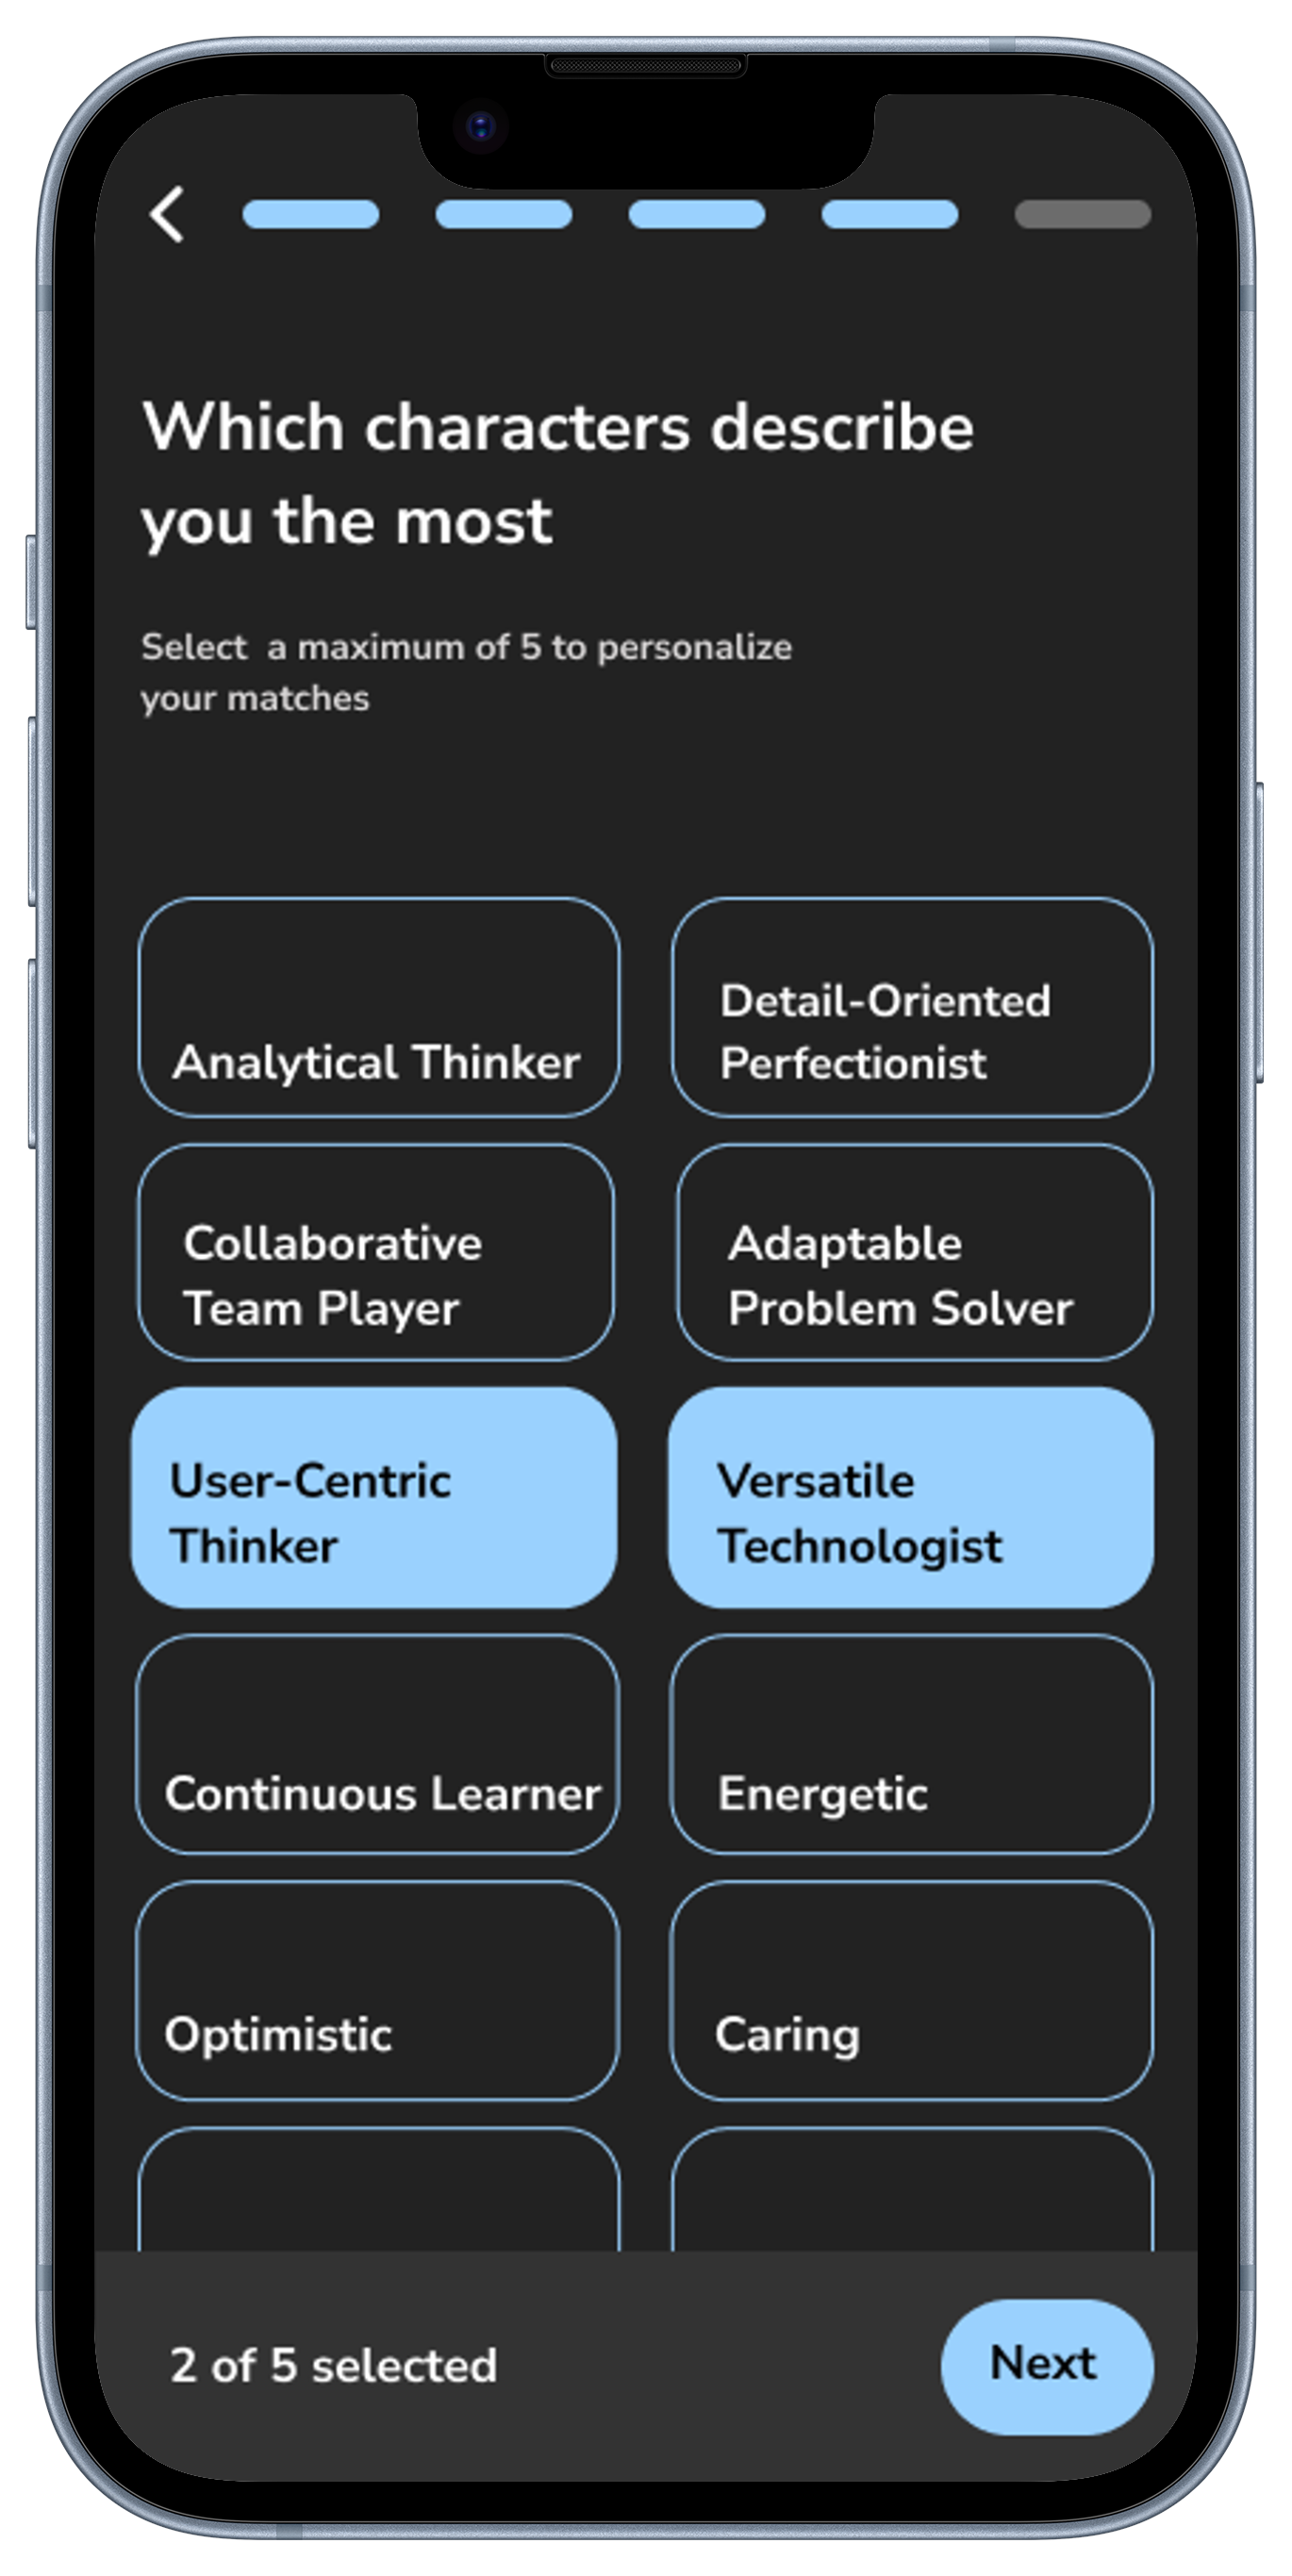 Which characters describe
you the most
Select  a maximum of 5 to personalize
your matches
Analytical Thinker
Detail-Oriented
Perfectionist
Collaborative
Team Player
Adaptable
Problem Solver
User-Centric
Thinker
Versatile
Technologist
Continuous Learner
Energetic
Optimistic
Caring
2 of 5 selected
Next